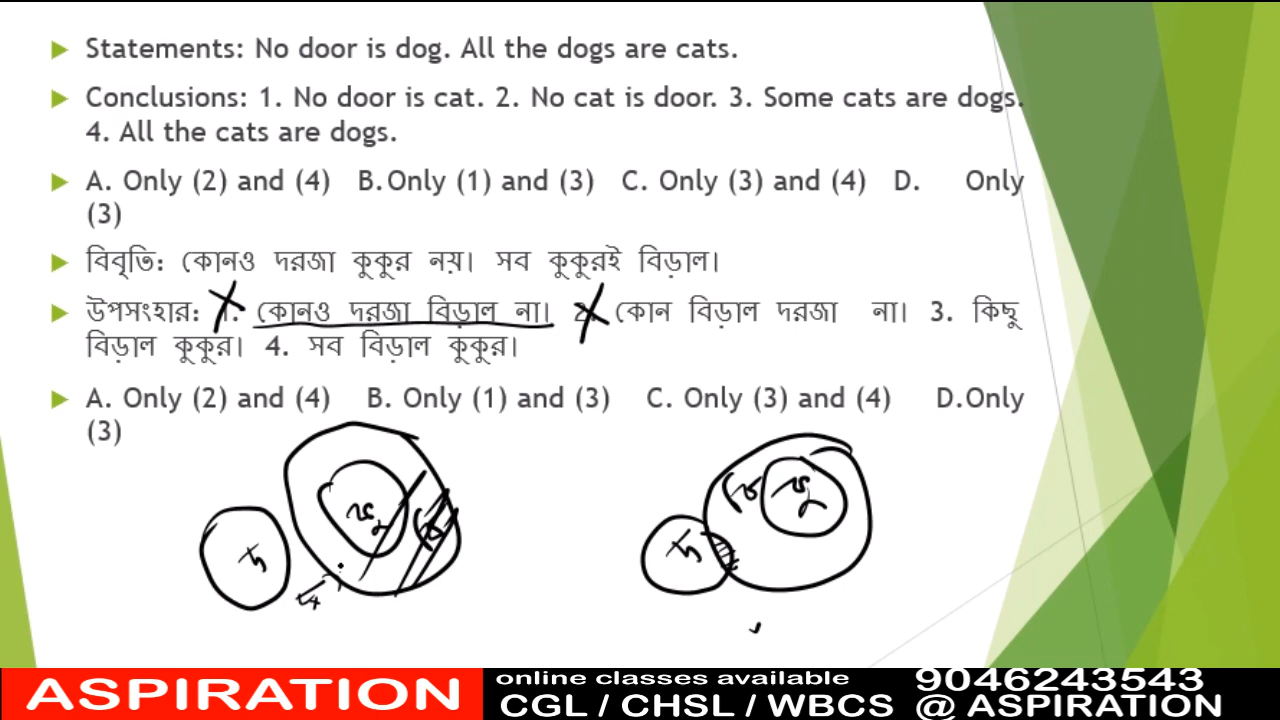 Statements: No door is dog. All the dogs are cats.
Conclusions: 1. No door is cat. 2. No cat is door. 3. Some cats are dogs.
4. All the cats are dogs.
A. Only (2) and (4) B. Only (1) and (3) C. Only (3) and (4) D. Only
(3)
বিবৃতি: কোনও দরজা কুকুর নয়। সব কুকুরই বিড়াল।
উপসংহার: কোনও দরজা বিড়াল না। কোন বিড়াল দরজা না। 3. কিছু
বিড়াল কুকুর। 4. সব বিড়াল কুকুর।
A. Only (2) and (4) B. Only (1) and (3) C. Only (3) and (4) D.Only
(3)
কু
বি
কু
দ
দ
ASPIRATION
online classes available
CGL / CHSL / WBCS
9046243543
@ ASPIRATION